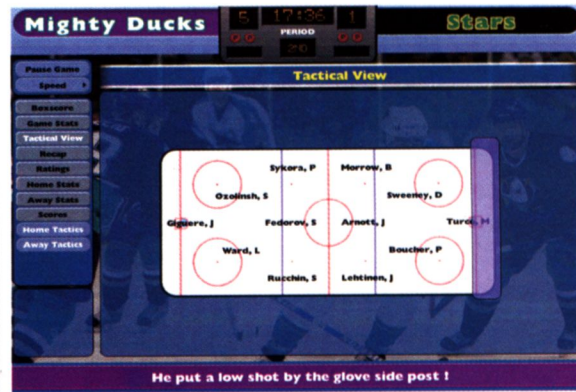 Mighty Ducks
5 17:36 1
Stars
PERIOD
2ND
Pause Game
Speed
Tactical View
Boxscore
Game Stats
Tactical View
Recap
Ratings
Home Stats
Away Stats
Scores
Home Tactics
Away Tactics
Sykora, P Morrow, B
Ozolinsh, S Sweeney, D
Giguere, J Fedorov, S Arnott, J Turco, M
Ward, L Boucher, P
Rucchin, S Lehtinen, J
He put a low shot by the glove side post !